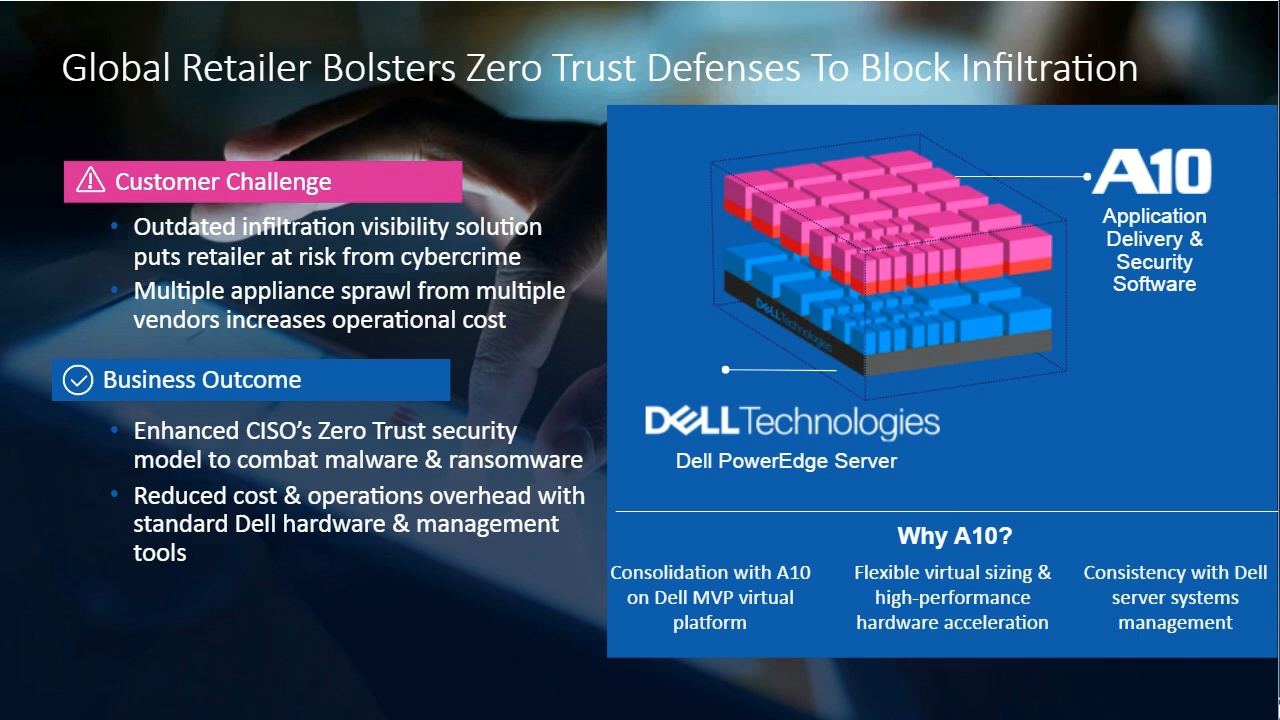 Global Retailer Bolsters Zero Trust Defenses To Block Infiltration
Customer Challenge
• Outdated infiltration visibility solution
puts retailer at risk from cybercrime
• Multiple appliance sprawl from multiple
vendors increases operational cost
Business Outcome
• Enhanced CISO’s Zero Trust security
model to combat malware & ransomware
• Reduced cost & operations overhead with
standard Dell hardware & management
tools
A10
Application
Delivery &
Security
Software
DELL Technologies
DELL Technologies
Dell PowerEdge Server
Why A10?
Consolidation with A10
on Dell MVP virtual
platform
Flexible virtual sizing &
high-performance
hardware acceleration
Consistency with Dell
server systems
management